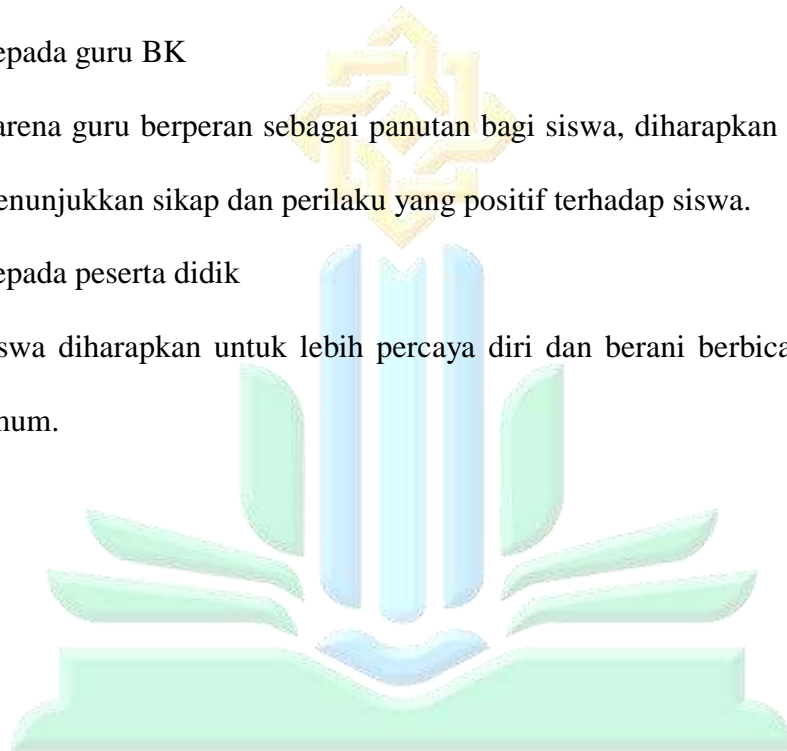 epada guru BK
arena guru berperan sebagai panutan bagi siswa, diharapkan
enunjukkan sikap dan perilaku yang positif terhadap siswa.
epada peserta didik
swa diharapkan untuk lebih percaya diri dan berani berbica
num.